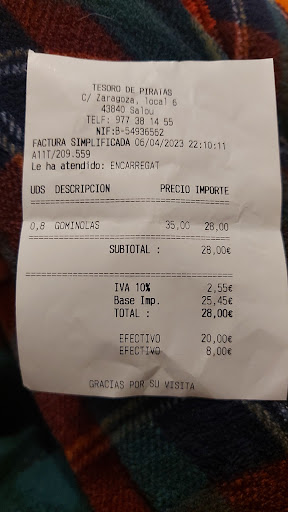 TESORO DE PIRATAS
C/ Zaragoza, local 6
43840 Salou
TELF: 977 38 14 55
NIF:B-54936562
FACTURA SIMPLIFICADA 06/04/2023 22:10:11
A11T/209.559
Le ha atendido: ENCARREGAT
UDS DESCRIPCION PRECIO IMPORTE
0,8 GOMINOLAS 35,00 28,00
SUBTOTAL : 28,00€
IVA 10% 2,55€
Base Imp. 25,45€
TOTAL : 28,00€
EFECTIVO 20,00€
EFECTIVO 8,00€
GRACIAS POR SU VISITA